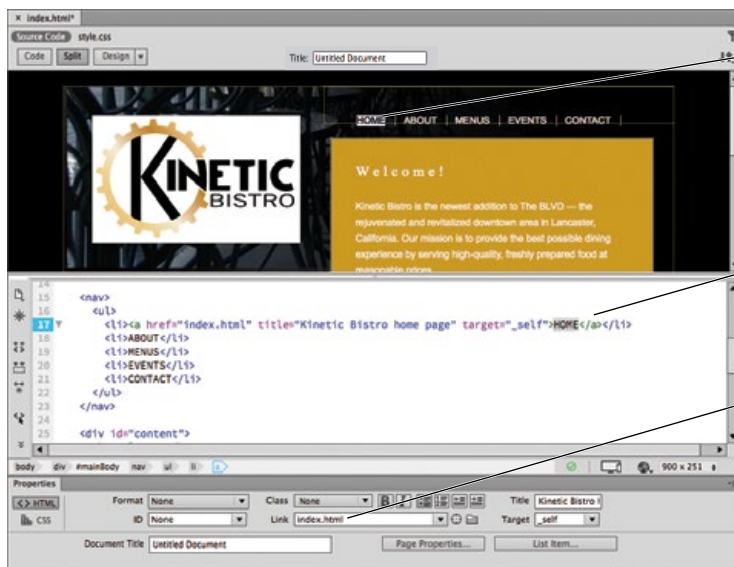 × index.html*
Source Code style.css
Code Split Design Title: Untitled Document
HOME | ABOUT | MENUS | EVENTS | CONTACT |
KINETIC
BISTRO
Welcome!
Kinetic Bistro is the newest addition to The BLVD — the
rejuvenated and revitalized downtown area in Lancaster,
California. Our mission is to provide the best possible dining
experience by serving high-quality, freshly prepared food at
reasonable prices.
14
15 <nav>
16 <ul>
17 <li><a href="index.html" title="Kinetic Bistro home page" target="_self">HOME</a></li>
18 <li>ABOUT</li>
19 <li>MENUS</li>
20 <li>EVENTS</li>
21 <li>CONTACT</li>
22 </ul>
23 </nav>
24
25 <div id="content">
body div #mainBody nav ul li a 900 x 251
Properties
<> HTML Format None Class None B I Title Kinetic Bistro
CSS ID None Link index.html Target _self
Document Title Untitled Document Page Properties... List Item...